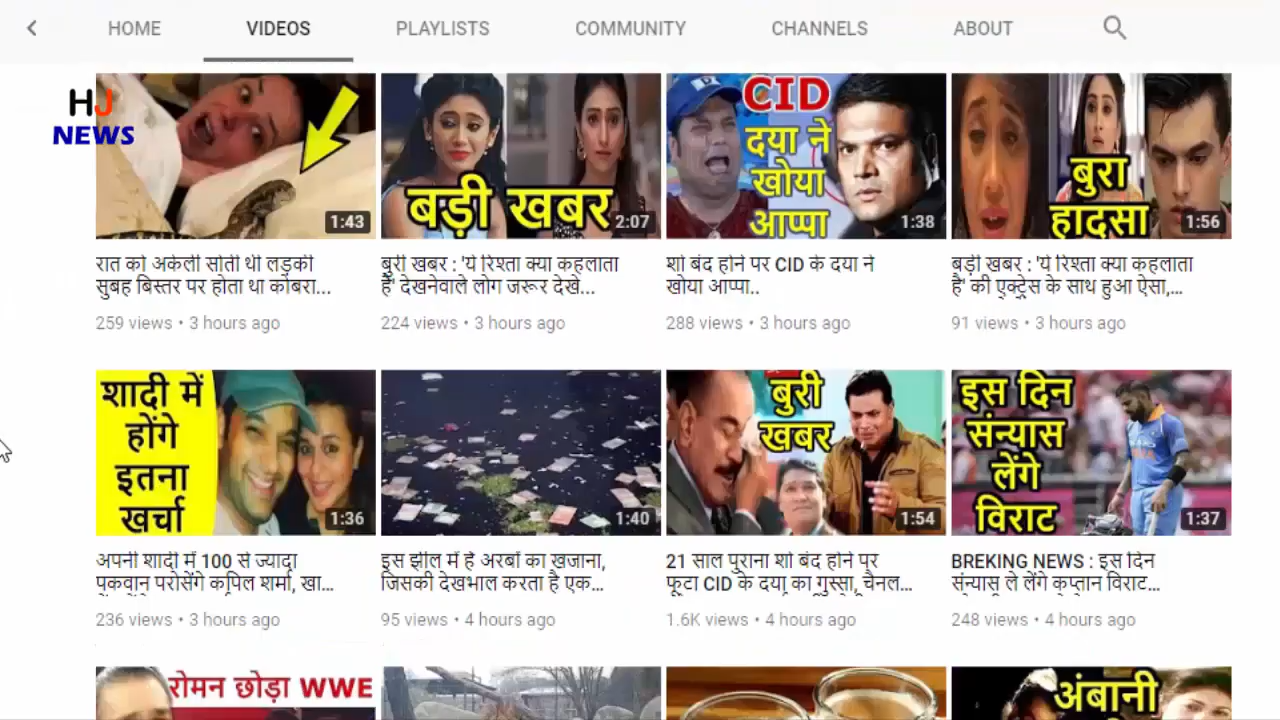 HOME VIDEOS PLAYLISTS COMMUNITY CHANNELS ABOUT
HJ
NEWS
1:43
बड़ी खबर
2:07
CID
दया ने
खोया
आप्पा
1:38
बुरा
हादसा
1:56
रात को अकेली सोती थी लड़की
सुबह बिस्तर पर होता था कोबरा...
259 views • 3 hours ago
बुरी खबर : 'ये रिश्ता क्या कहलाता
है' देखनेवाले लोग जरूर देखे...
224 views • 3 hours ago
शो बंद होने पर CID के दया ने
खोया आप्पा..
288 views • 3 hours ago
बड़ी खबर : 'ये रिश्ता क्या कहलाता
है' की एक्ट्रेस के साथ हुआ ऐसा,...
91 views • 3 hours ago
शादी में
होंगे
इतना
खर्चा
1:36
1:40
बुरी
खबर
1:54
इस दिन
संन्यास
लेंगे
विराट
1:37
अपनी शादी में 100 से ज्यादा
पकवान परोसेंगे कपिल शर्मा, खा...
236 views • 3 hours ago
इस झील में है अरबों का खजाना,
जिसकी देखभाल करता है एक...
95 views • 4 hours ago
21 साल पुराना शो बंद होने पर
फूटा CID के दया का गुस्सा, चैनल...
1.6K views • 4 hours ago
BREKING NEWS : इस दिन
संन्यास ले लेंगे कप्तान विराट...
248 views • 4 hours ago
रोमन छोड़ा WWE
अंबानी